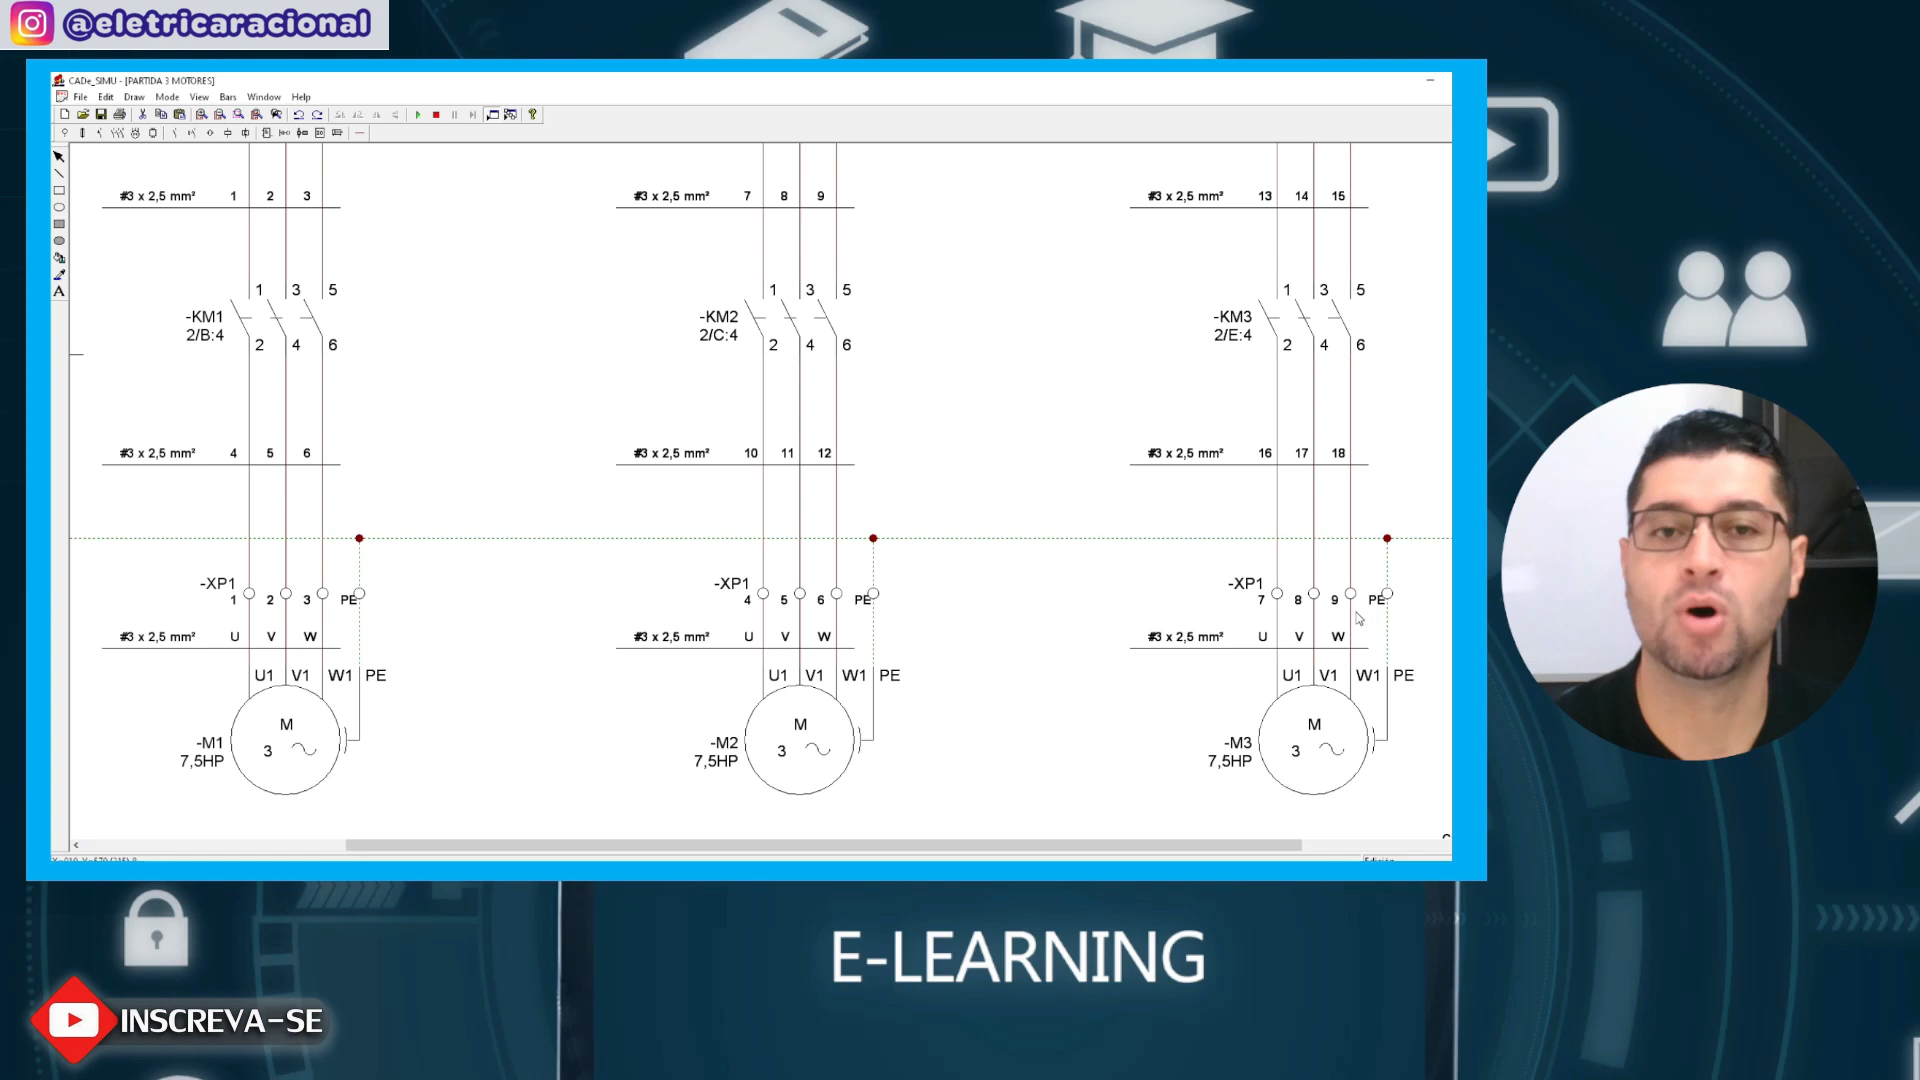 @eletricaracional
CADe_SIMU - [PARTIDA 3 MOTORES]
File Edit Draw Mode View Bars Window Help
#3 x 2,5 mm² 1 2 3
#3 x 2,5 mm² 7 8 9
#3 x 2,5 mm² 13 14 15
1 3 5
-KM1
2/B:4
2 4 6
1 3 5
-KM2
2/C:4
2 4 6
1 3 5
-KM3
2/E:4
2 4 6
#3 x 2,5 mm² 4 5 6
#3 x 2,5 mm² 10 11 12
#3 x 2,5 mm² 16 17 18
-XP1
1 2 3 PE
-XP1
4 5 6 PE
-XP1
7 8 9 PE
#3 x 2,5 mm² U V W
#3 x 2,5 mm² U V W
#3 x 2,5 mm² U V W
U1 V1 W1 PE
U1 V1 W1 PE
U1 V1 W1 PE
M
3
-M1
7,5HP
M
3
-M2
7,5HP
M
3
-M3
7,5HP
E-LEARNING
INSCREVA-SE